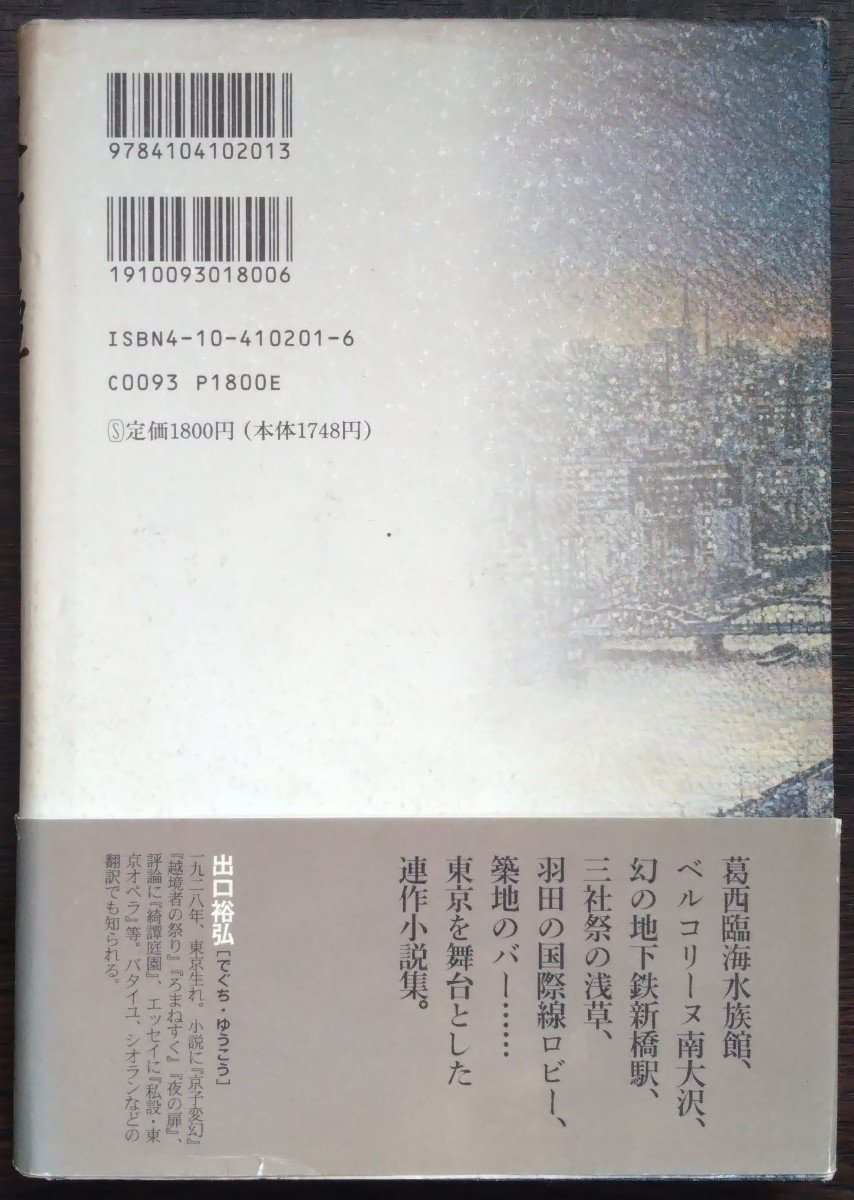 9784104102013
1910093018006
ISBN4-10-410201-6
C0093 P1800E
Ⓢ定価1800円(本体1748円)
葛西臨海水族館、
ベルコリーヌ南大沢、
幻の地下鉄新橋駅、
三社祭の浅草、
羽田の国際線ロビー、
築地のバー……
東京を舞台とした
連作小説集。
出口裕弘[でぐち・ゆうこう]
一九二八年、東京生れ。小説に『京子変幻』
『越境者の祭り』『ろまねすく』『夜の扉』、
評論に『綺譚庭園』、エッセイに『私設・東
京オペラ』等。バタイユ、シオランなどの
翻訳でも知られる。